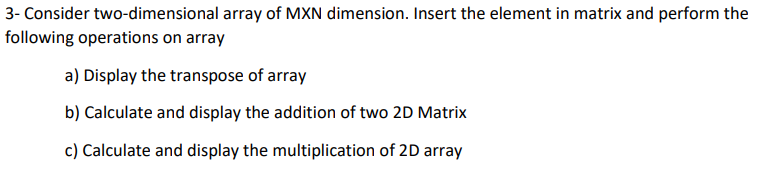 3- Consider two-dimensional array of MXN dimension. Insert the element in matrix and perform the
following operations on array
a) Display the transpose of array
b) Calculate and display the addition of two 2D Matrix
c) Calculate and display the multiplication of 2D array